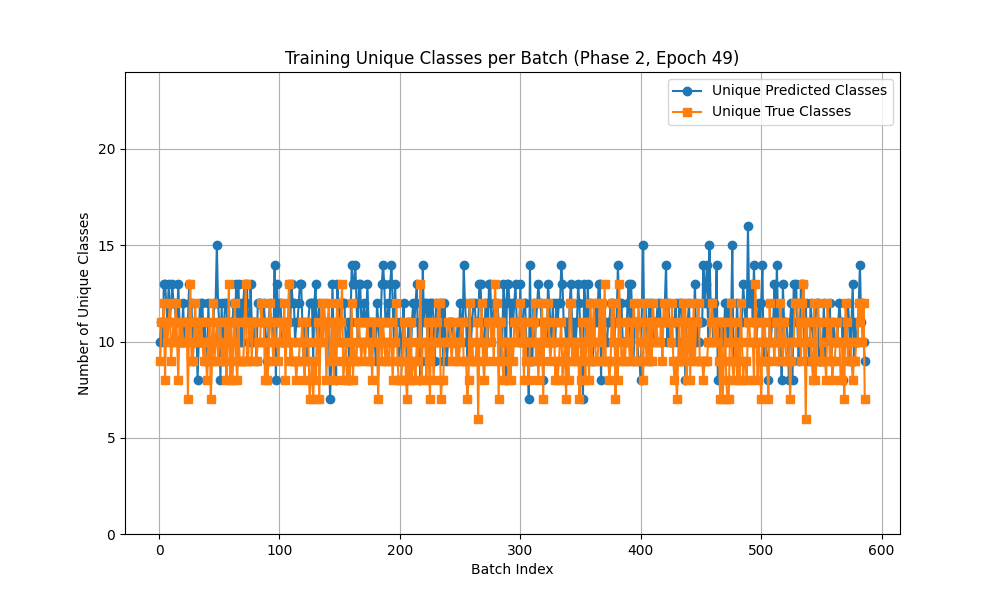 Training Unique Classes per Batch (Phase 2, Epoch 49)
Unique Predicted Classes
Unique True Classes
Number of Unique Classes
20
15
10
5
0
0 100 200 300 400 500 600
Batch Index